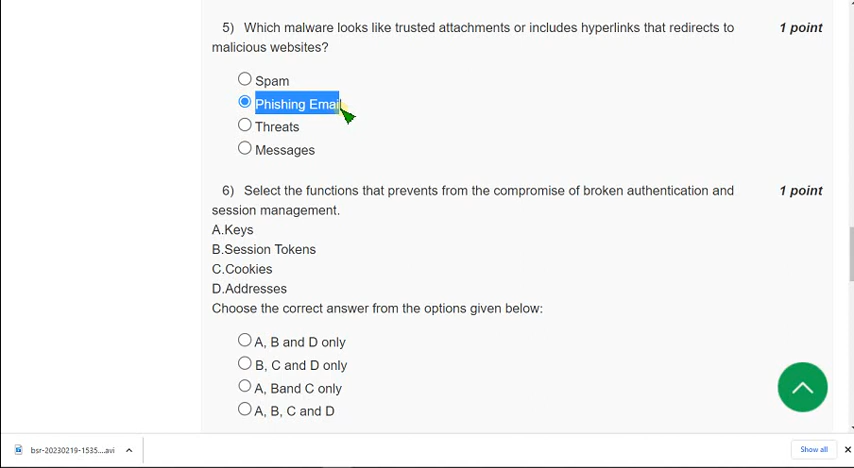 5) Which malware looks like trusted attachments or includes hyperlinks that redirects to 1 point
malicious websites?
Spam
Phishing Email
Threats
Messages
6) Select the functions that prevents from the compromise of broken authentication and 1 point
session management.
A.Keys
B.Session Tokens
C.Cookies
D.Addresses
Choose the correct answer from the options given below:
A, B and D only
B, C and D only
A, Band C only
A, B, C and D
bsr-20230219-1535....avi Show all